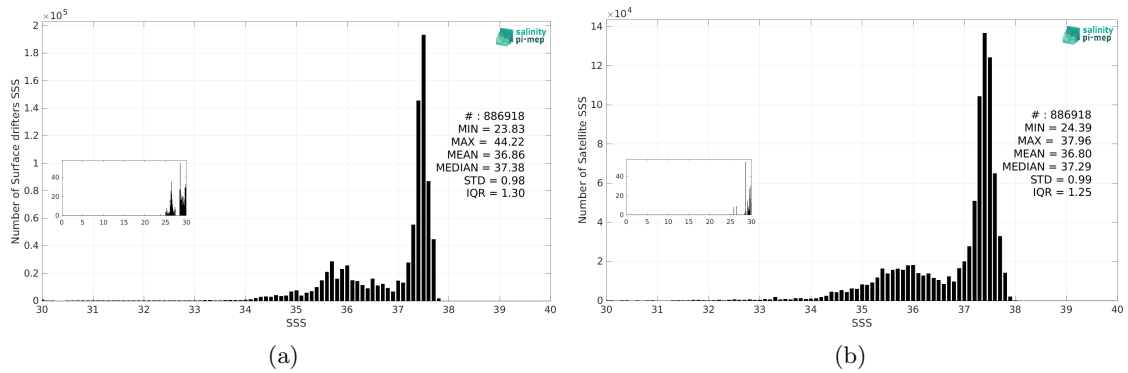 ×10^5
2
1.8
1.6
1.4
1.2
1
0.8
0.6
0.4
0.2
0
Number of Surface drifters SSS
salinity
pi-mep
# : 886918
MIN = 23.83
MAX = 44.22
MEAN = 36.86
MEDIAN = 37.38
STD = 0.98
IQR = 1.30
40
20
0
0 5 10 15 20 25 30
30 31 32 33 34 35 36 37 38 39 40
SSS
(a)
×10^4
14
12
10
8
6
4
2
0
Number of Satellite SSS
salinity
pi-mep
# : 886918
MIN = 24.39
MAX = 37.96
MEAN = 36.80
MEDIAN = 37.29
STD = 0.99
IQR = 1.25
40
20
0
0 5 10 15 20 25 30
30 31 32 33 34 35 36 37 38 39 40
SSS
(b)